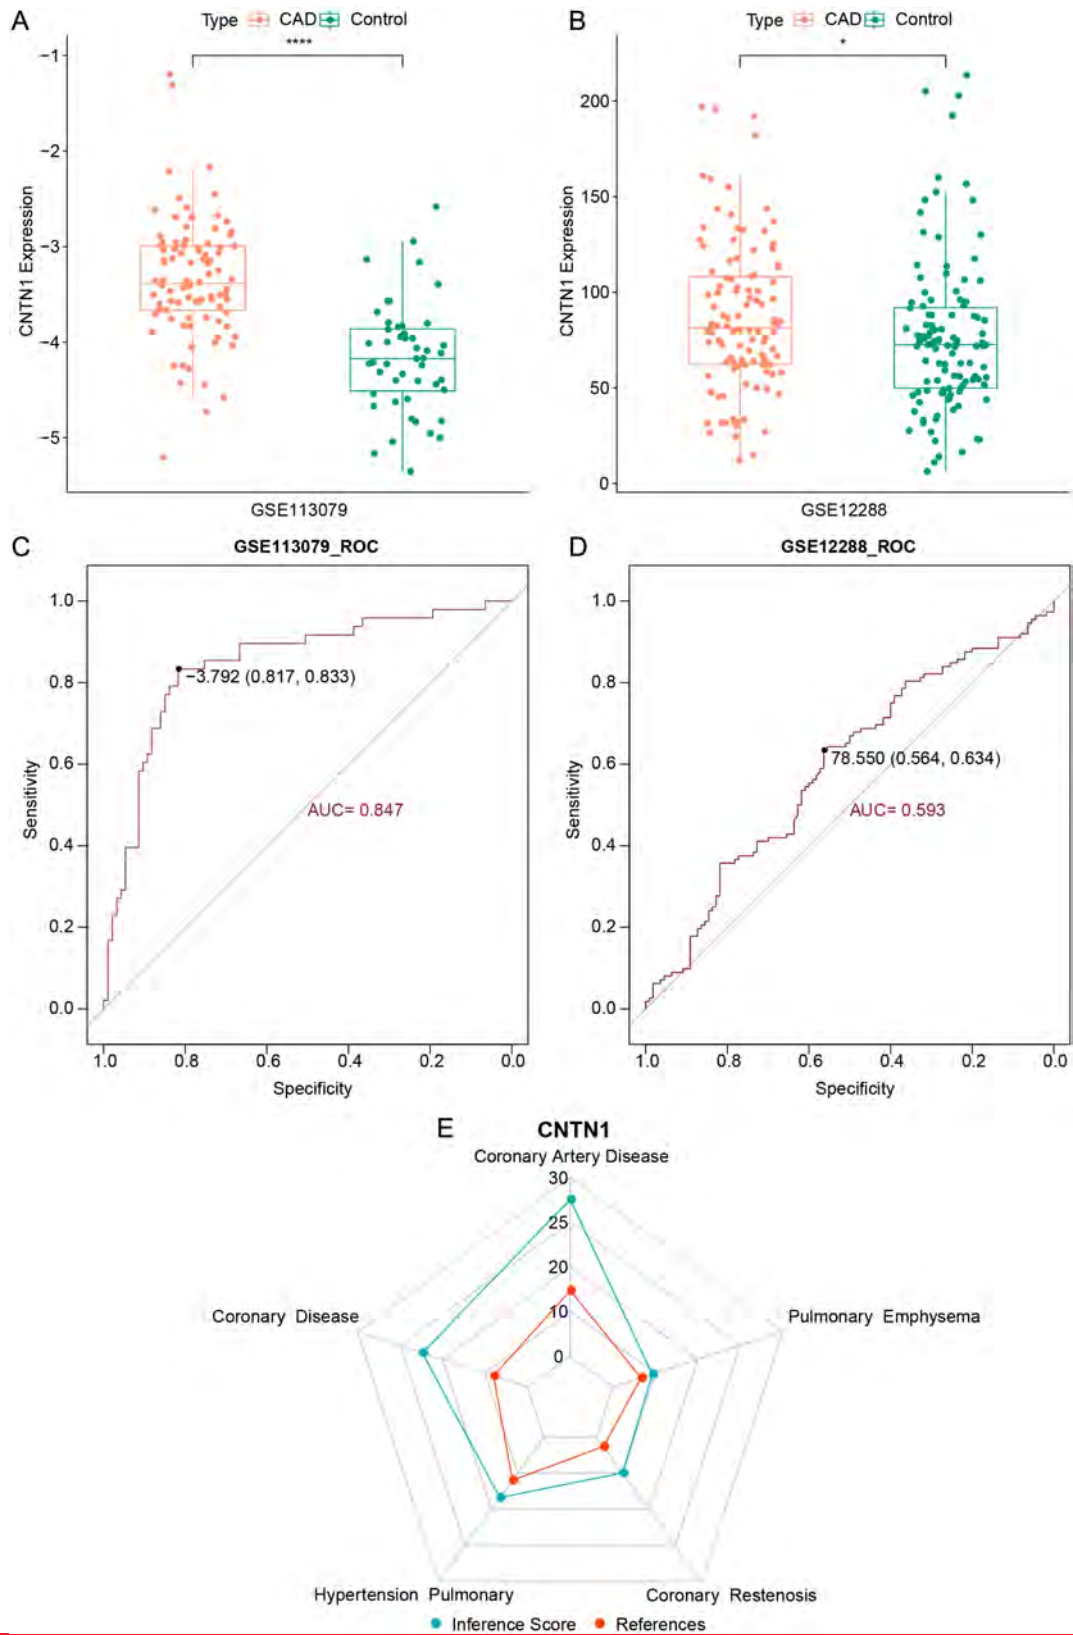 A
Type CAD Control
****
−1
−2
−3
−4
−5
CNTN1 Expression
GSE113079
B
Type CAD Control
*
200
150
100
50
0
CNTN1 Expression
GSE12288
C
GSE113079_ROC
1.0
0.8
0.6
0.4
0.2
0.0
Sensitivity
−3.792 (0.817, 0.833)
AUC= 0.847
1.0 0.8 0.6 0.4 0.2 0.0
Specificity
D
GSE12288_ROC
1.0
0.8
0.6
0.4
0.2
0.0
Sensitivity
78.550 (0.564, 0.634)
AUC= 0.593
1.0 0.8 0.6 0.4 0.2 0.0
Specificity
E
CNTN1
Coronary Artery Disease
30
25
20
10
0
Coronary Disease
Pulmonary Emphysema
Hypertension Pulmonary
Coronary Restenosis
Inference Score References